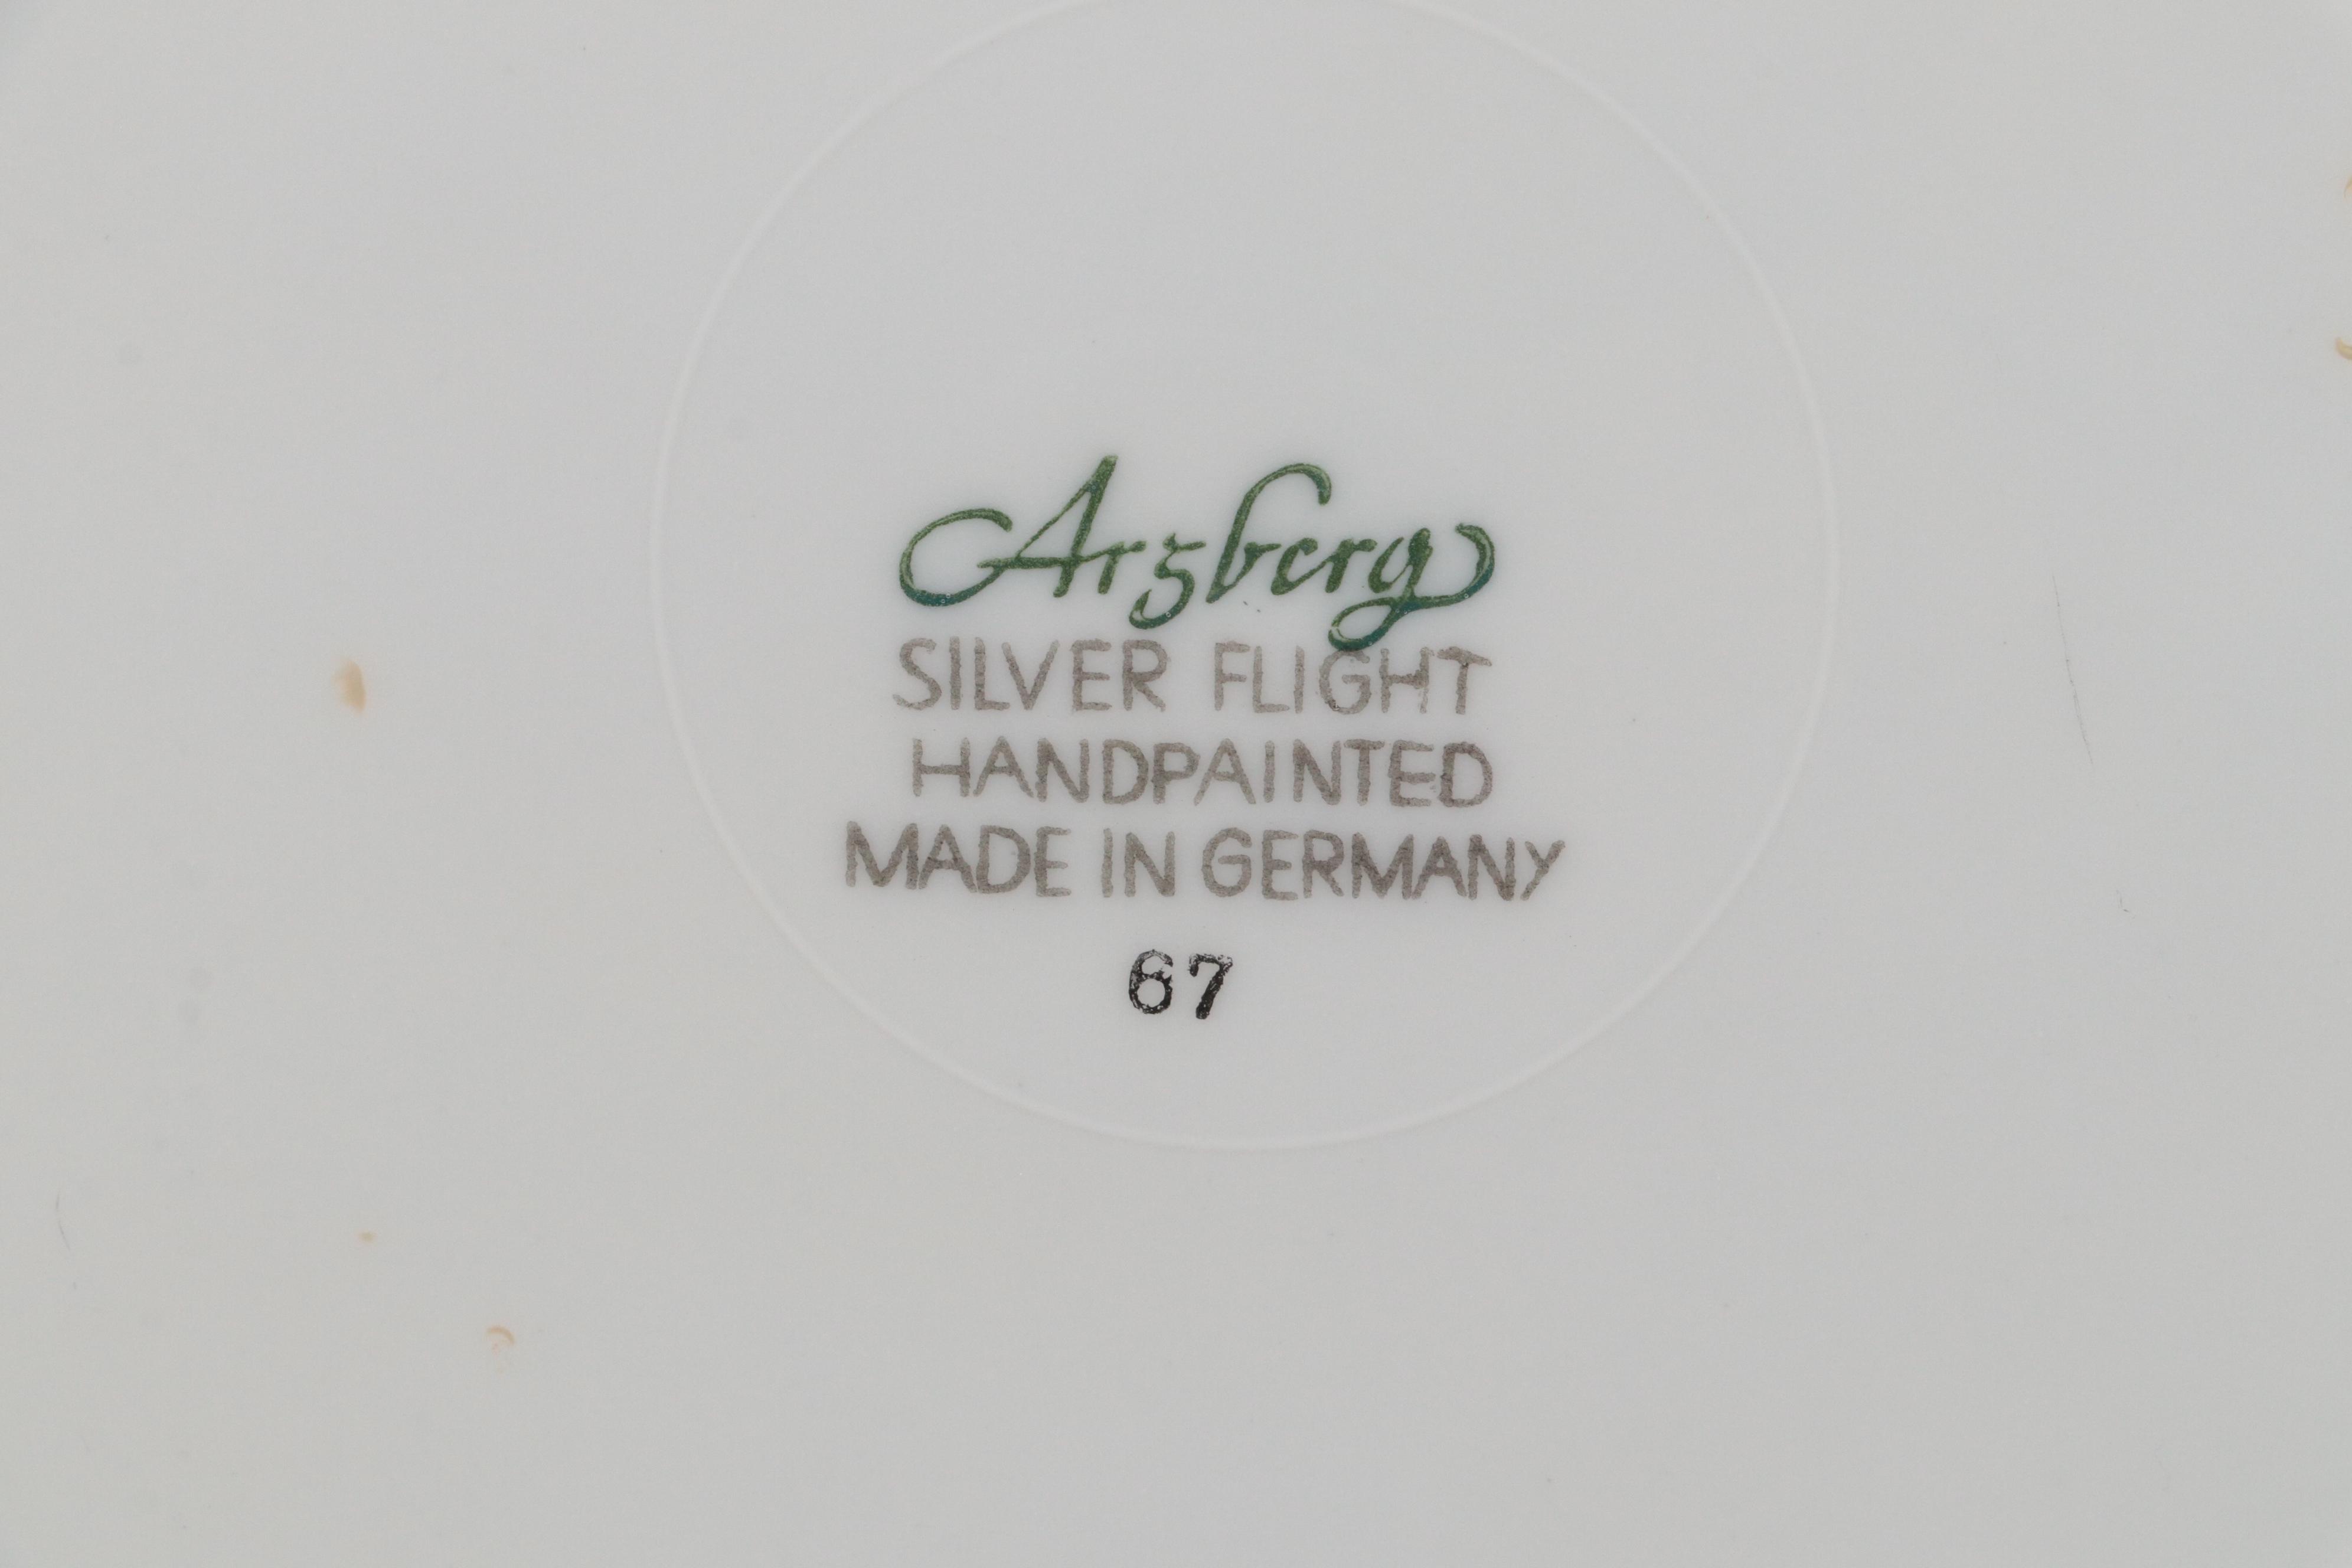 Arzberg
SILVER FLIGHT
HANDPAINTED
MADE IN GERMANY
67